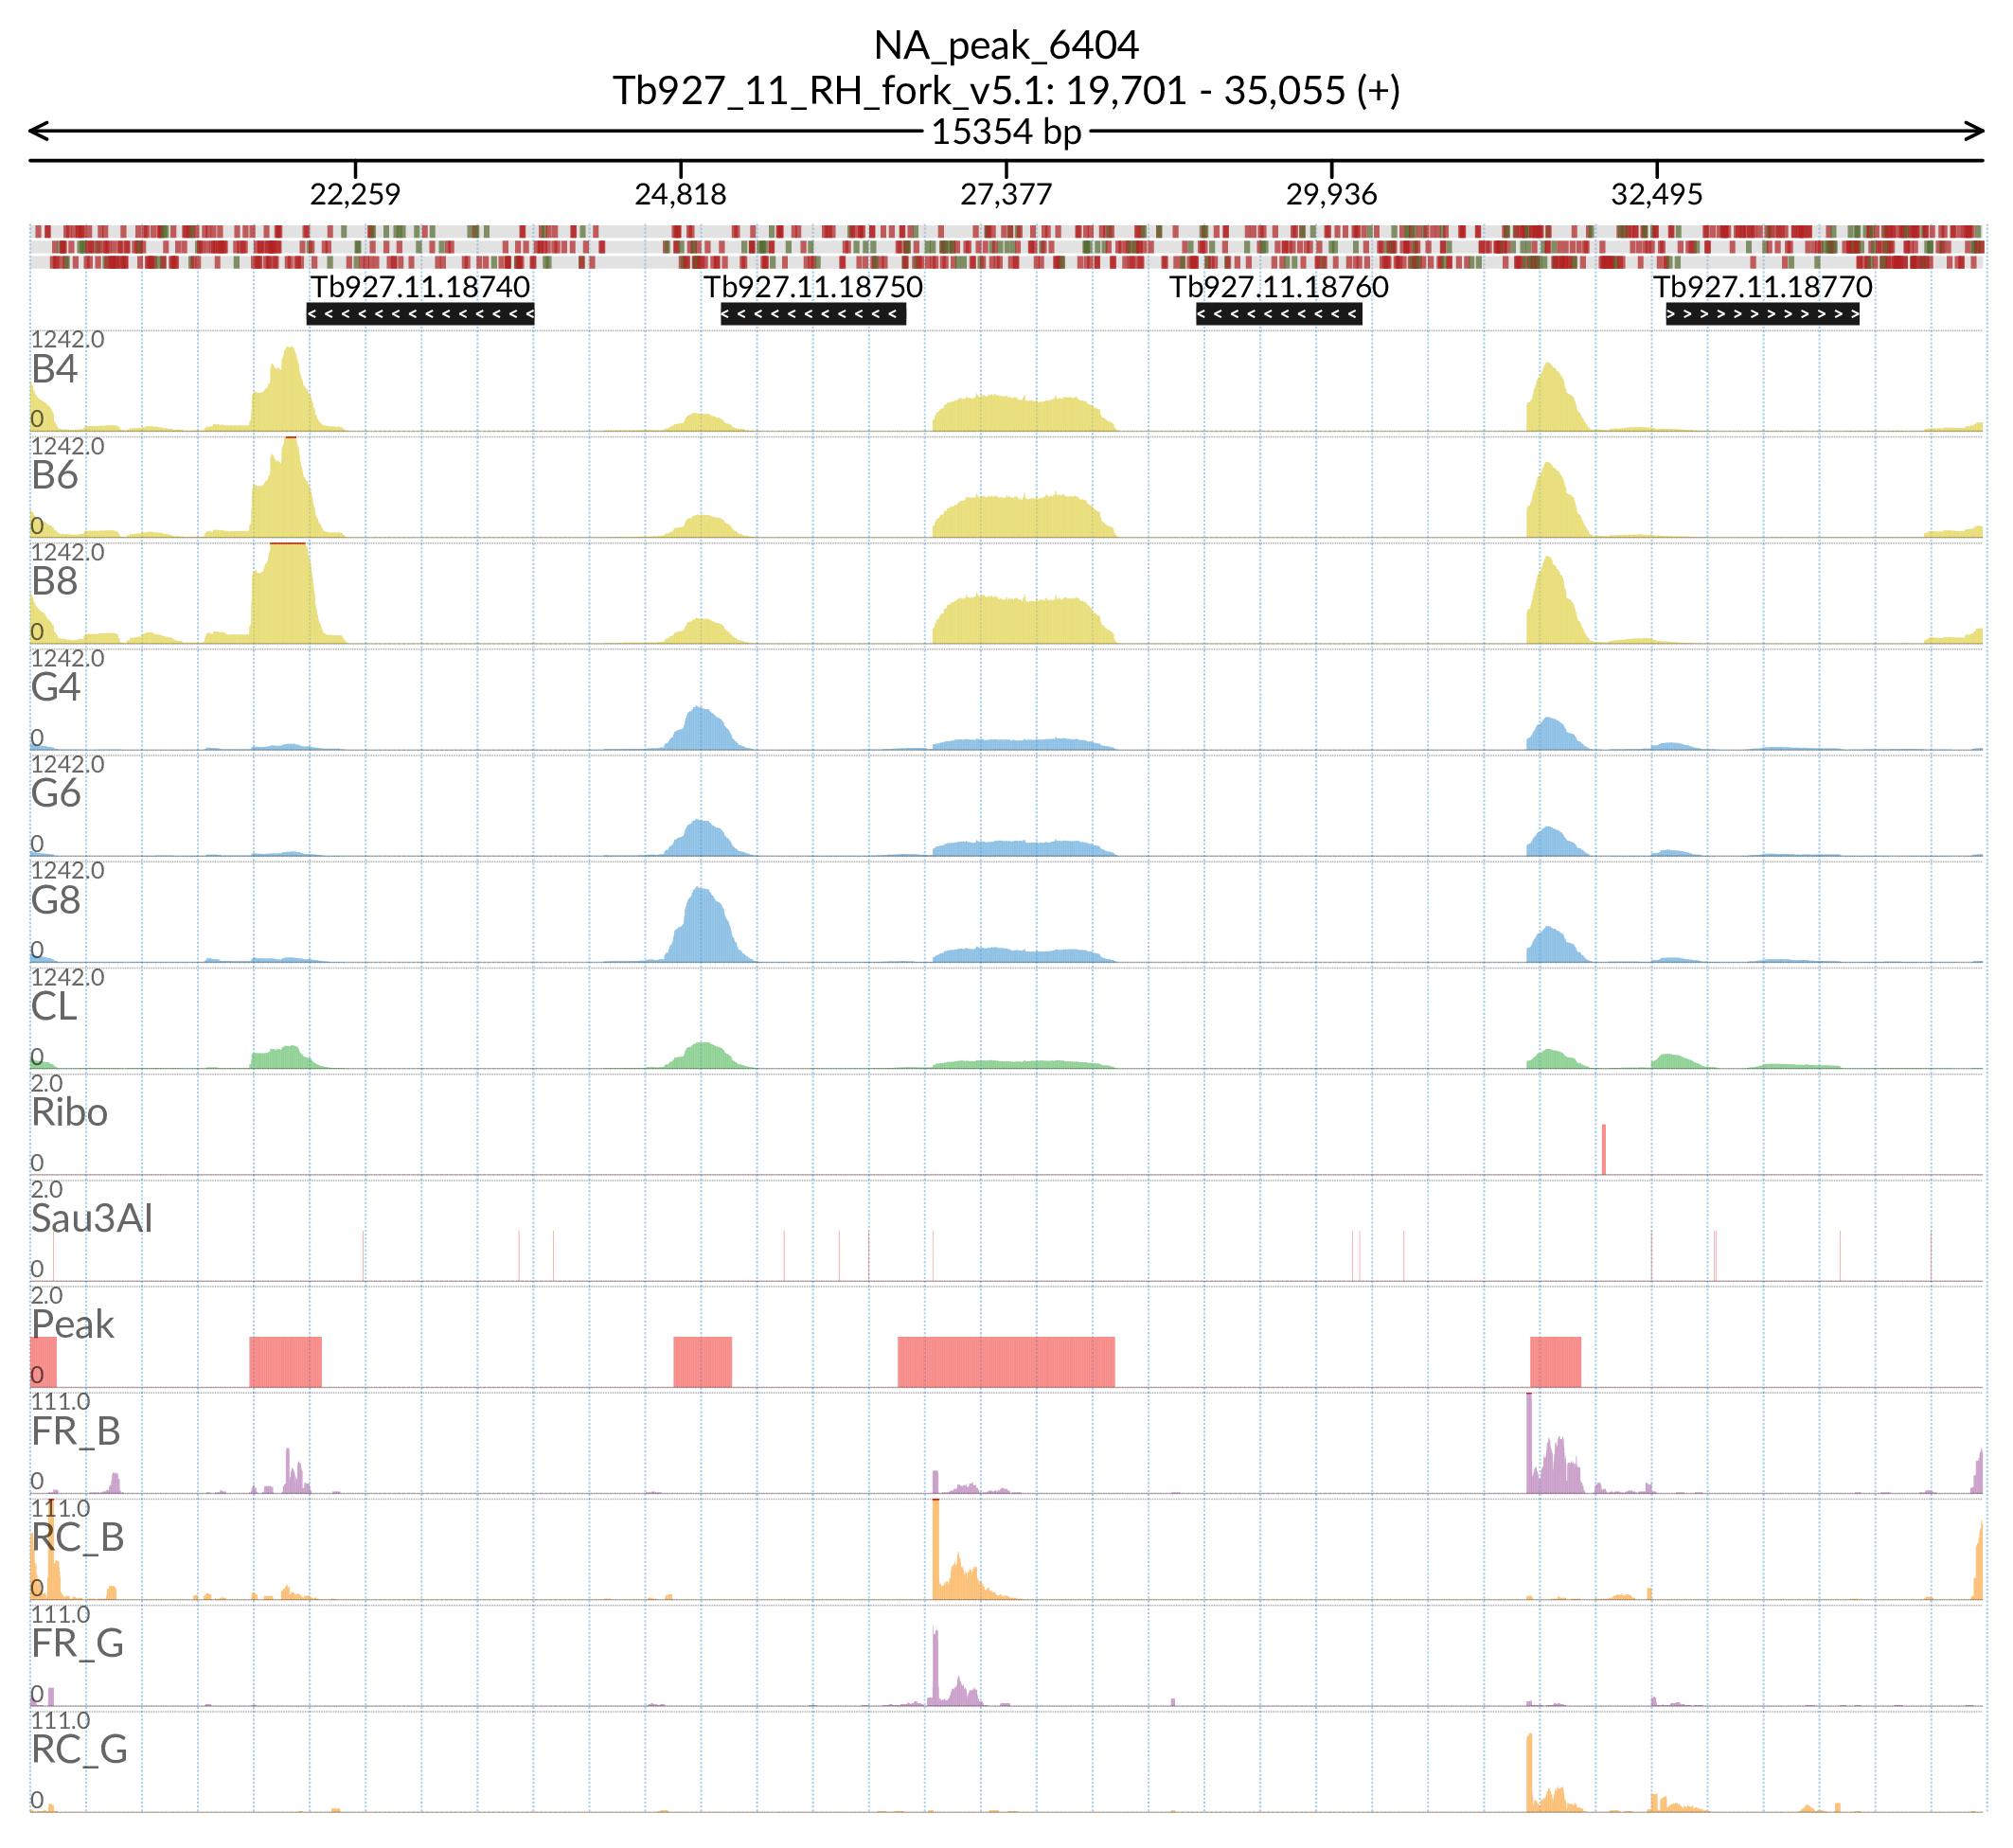 NA_peak_6404
Tb927_11_RH_fork_v5.1: 19,701 - 35,055 (+)
15354 bp
22,259 24,818 27,377 29,936 32,495
Tb927.11.18740 Tb927.11.18750 Tb927.11.18760 Tb927.11.18770
1242.0
B4
0
1242.0
B6
0
1242.0
B8
0
1242.0
G4
0
1242.0
G6
0
1242.0
G8
0
1242.0
CL
0
2.0
Ribo
0
2.0
Sau3AI
0
2.0
Peak
0
111.0
FR_B
0
111.0
RC_B
0
111.0
FR_G
0
111.0
RC_G
0